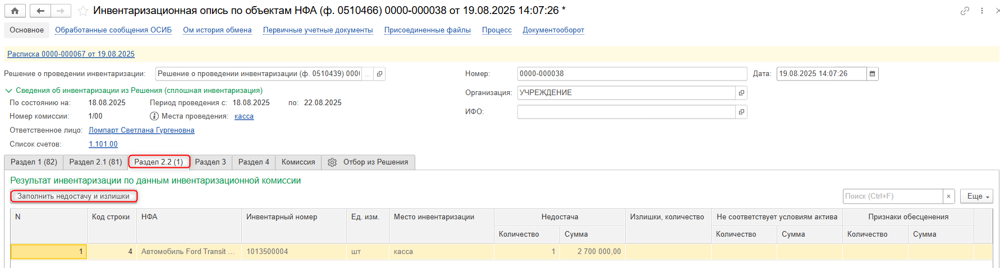 Инвентаризационная опись по объектам НФА (ф. 0510466) 0000-000038 от 19.08.2025 14:07:26 *
Основное Обработанные сообщения ОСИБ Ом история обмена Первичные учетные документы Присоединенные файлы Процесс Документооборот
Расписка 0000-000067 от 19.08.2025
Решение о проведении инвентаризации: Решение о проведении инвентаризации (ф. 0510439) 000 ... Номер: 0000-000038 Дата: 19.08.2025 14:07:26
Сведения об инвентаризации из Решения (сплошная инвентаризация) Организация: УЧРЕЖДЕНИЕ
По состоянию на: 18.08.2025 Период проведения с: 18.08.2025 по: 22.08.2025
ИФО:
Номер комиссии: 1/00 Места проведения: касса
Ответственное лицо: Ломпарт Светлана Гургеновна
Список счетов: 1.101.00
Раздел 1 (82) Раздел 2.1 (81) Раздел 2.2 (1) Раздел 3 Раздел 4 Комиссия Отбор из Решения
Результат инвентаризации по данным инвентаризационной комиссии
Заполнить недостачу и излишки Поиск (Ctrl+F) × Еще
N Код строки НФА Инвентарный номер Ед. изм. Место инвентаризации Недостача Излишки, количество Не соответствует условиям актива Признаки обесценения
Количество Сумма Количество Сумма Количество Сумма
1 4 Автомобиль Ford Transit ... 1013500004 шт касса 1 2 700 000,00